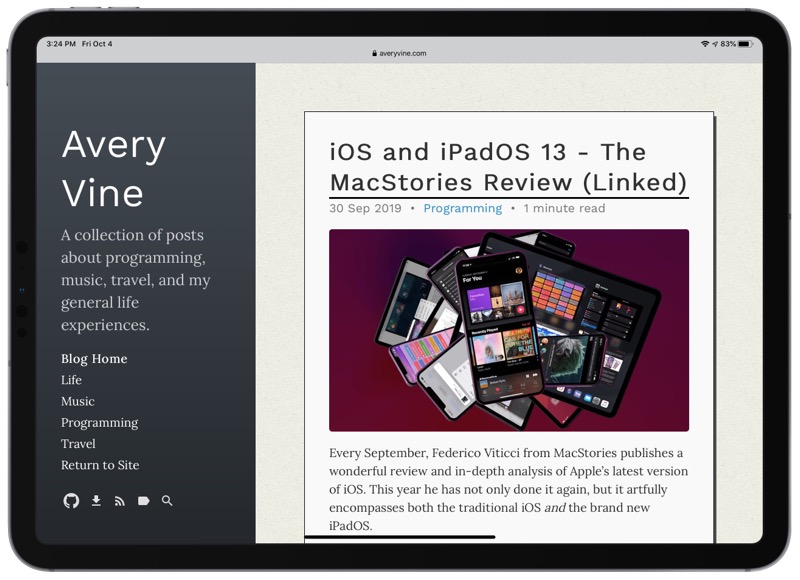 3:24 PM Fri Oct 4
averyvine.com
83%
Avery
Vine
A collection of posts
about programming,
music, travel, and my
general life
experiences.
Blog Home
Life
Music
Programming
Travel
Return to Site
iOS and iPadOS 13 - The
MacStories Review (Linked)
30 Sep 2019 • Programming • 1 minute read
For You
Recently Played
Every September, Federico Viticci from MacStories publishes a
wonderful review and in-depth analysis of Apple's latest version
of iOS. This year he has not only done it again, but it artfully
encompasses both the traditional iOS and the brand new
iPadOS.